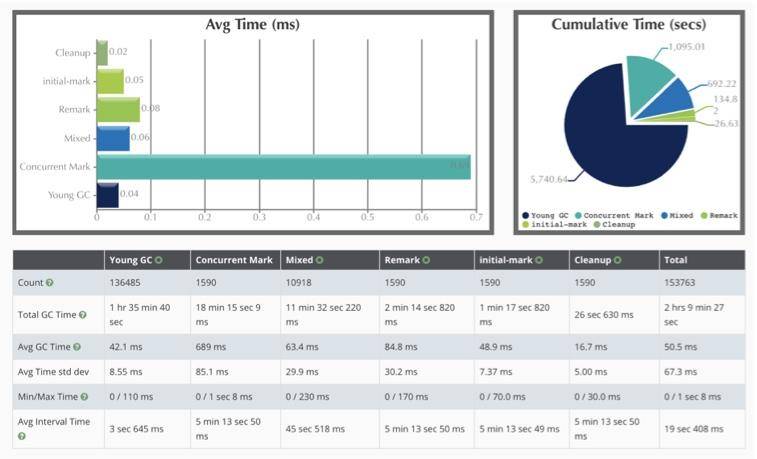 Avg Time (ms)
Cleanup 0.02
initial-mark 0.05
Remark 0.08
Mixed 0.06
Concurrent Mark
Young GC 0.04
0 0.1 0.2 0.3 0.4 0.5 0.6 0.7
Cumulative Time (secs)
1,095.01
692.22
134.8
2
26.63
5,740.64
Young GC Concurrent Mark Mixed Remark
initial-mark Cleanup
Young GC Concurrent Mark Mixed Remark initial-mark Cleanup Total
Count 136485 1590 10918 1590 1590 1590 153763
Total GC Time 1 hr 35 min 40 sec 18 min 15 sec 9 ms 11 min 32 sec 220 ms 2 min 14 sec 820 ms 1 min 17 sec 820 ms 26 sec 630 ms 2 hrs 9 min 27 sec
Avg GC Time 42.1 ms 689 ms 63.4 ms 84.8 ms 48.9 ms 16.7 ms 50.5 ms
Avg Time std dev 8.55 ms 85.1 ms 29.9 ms 30.2 ms 7.37 ms 5.00 ms 67.3 ms
Min/Max Time 0 / 110 ms 0 / 1 sec 8 ms 0 / 230 ms 0 / 170 ms 0 / 70.0 ms 0 / 30.0 ms 0 / 1 sec 8 ms
Avg Interval Time 3 sec 645 ms 5 min 13 sec 50 ms 45 sec 518 ms 5 min 13 sec 50 ms 5 min 13 sec 49 ms 5 min 13 sec 50 ms 19 sec 408 ms